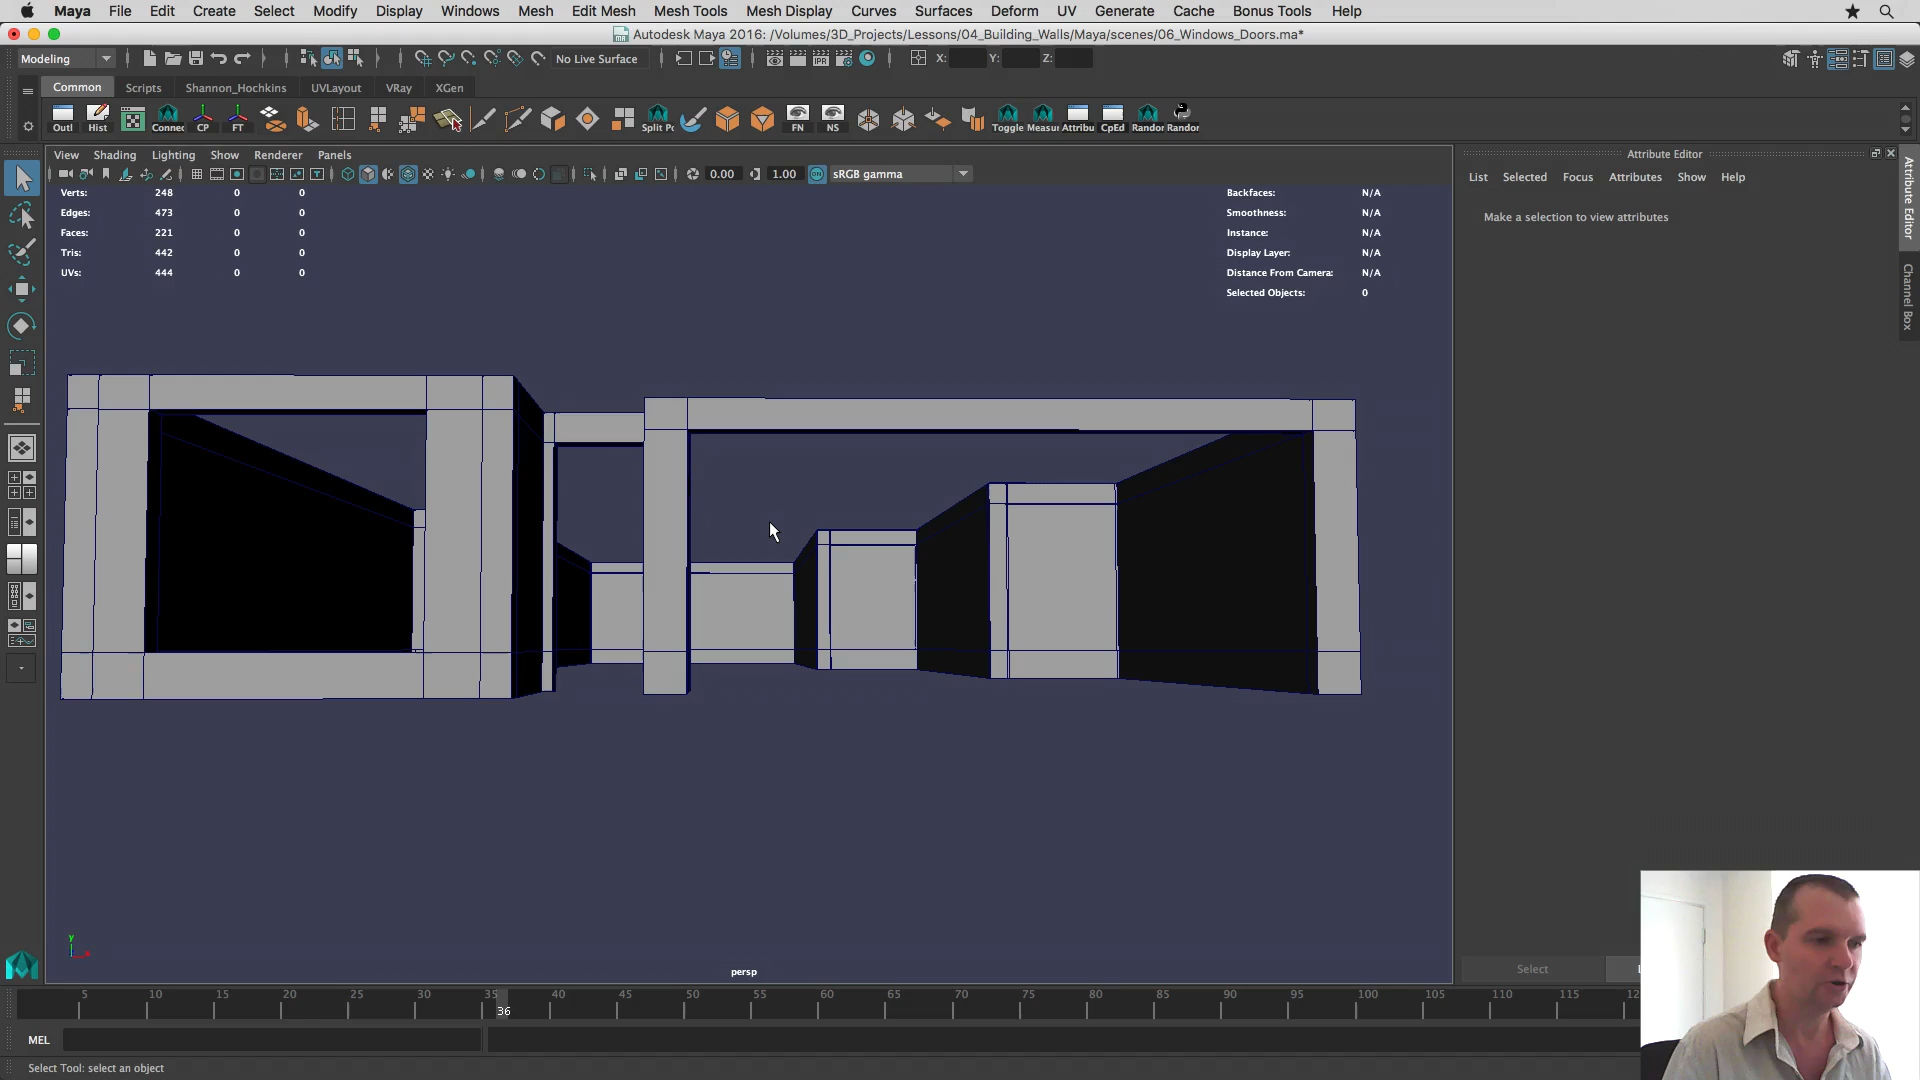 Maya File Edit Create Select Modify Display Windows Mesh Edit Mesh Mesh Tools Mesh Display Curves Surfaces Deform UV Generate Cache Bonus Tools Help
Autodesk Maya 2016: /Volumes/3D_Projects/Lessons/04_Building_Walls/Maya/scenes/06_Windows_Doors.ma*
Modeling No Live Surface X: Y: Z:
Common Scripts Shannon_Hochkins UVLayout VRay XGen
Outl Hist Connec CP FT Split Po FN NS Toggle Measu Attribu CpEd Randor Randor
View Shading Lighting Show Renderer Panels
0.00 1.00 sRGB gamma
Verts: 248 0 0
Edges: 473 0 0
Faces: 221 0 0
Tris: 442 0 0
UVs: 444 0 0
Backfaces: N/A
Smoothness: N/A
Instance: N/A
Display Layer: N/A
Distance From Camera: N/A
Selected Objects: 0
Attribute Editor
List Selected Focus Attributes Show Help
Make a selection to view attributes
Attribute Editor
Channel Box
y
x
persp
Select
5 10 15 20 25 30 35 40 45 50 55 60 65 70 75 80 85 90 95 100 105 110 115
36
MEL
Select Tool: select an object